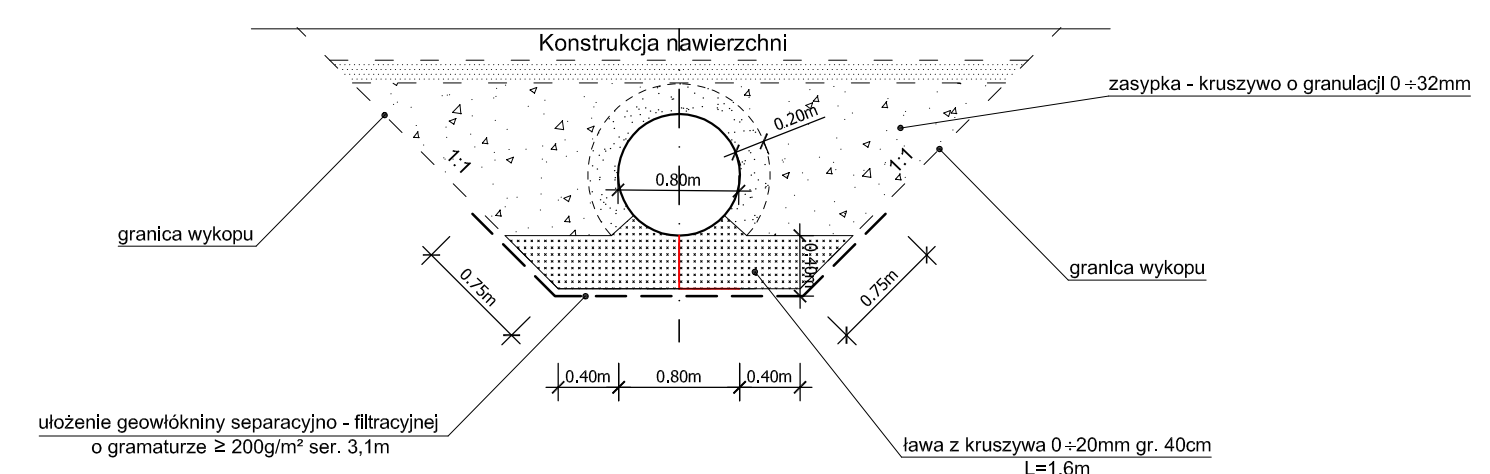 Konstrukcja nawierzchni
zasypka - kruszywo o granulacjI 0 ÷32mm
0.20m
1:1
1:1
0.80m
granica wykopu
0.40m
granIca wykopu
0.75m
0.75m
0.40m
0.80m
0.40m
ułożenie geowłókniny separacyjno - filtracyjnej
o gramaturze ≥ 200g/m² ser. 3,1m
ława z kruszywa 0 ÷20mm gr. 40cm
L=1,6m